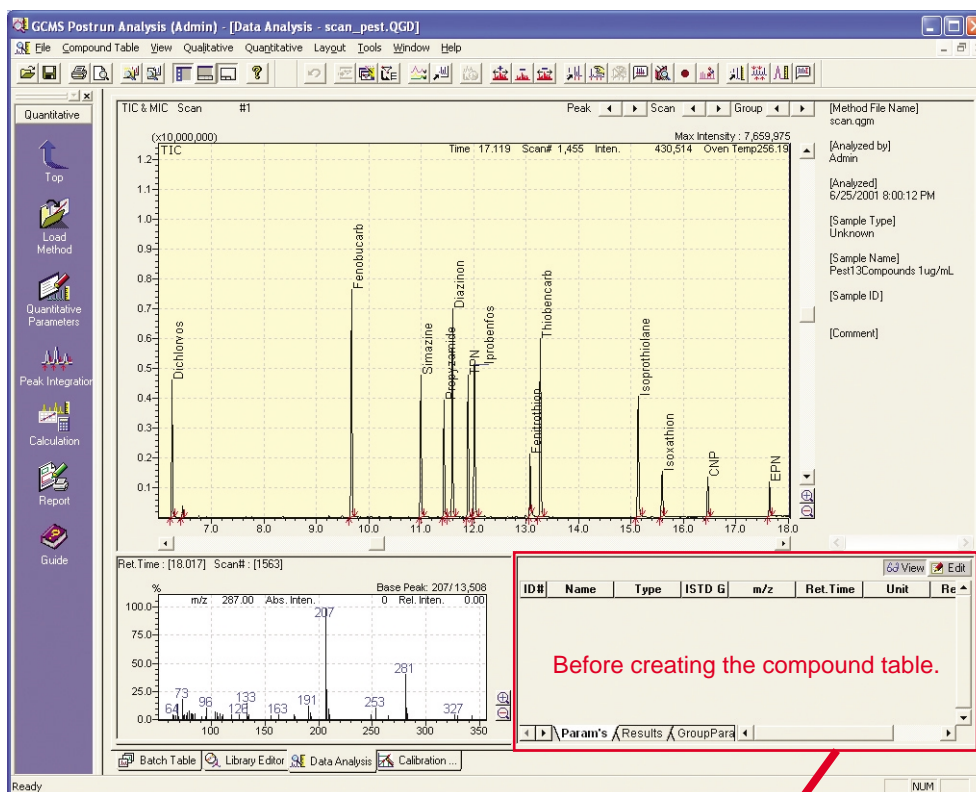 GCMS Postrun Analysis (Admin) - [Data Analysis - scan_pest.QGD]
File Compound Table View Qualitative Quantitative Layout Tools Window Help
Quantitative
Top
Load
Method
Quantitative
Parameters
Peak Integration
Calculation
Report
Guide
TIC & MIC Scan #1
Peak Scan Group
(x10,000,000)
Max Intensity : 7,659,975
TIC
Time 17.119 Scan# 1,455 Inten. 430,514 Oven Temp 256.19
1.2
1.1
1.0
0.9
0.8
0.7
0.6
0.5
0.4
0.3
0.2
0.1
Dichlorvos
Fenobucarb
Simazine
Propyzamide
Diazinon
TPN
Iprobenfos
Fenitrothion
Thiobencarb
Isoprothiolane
Isoxathion
CNP
EPN
7.0 8.0 9.0 10.0 11.0 12.0 13.0 14.0 15.0 16.0 17.0 18.0
[Method File Name]
scan.qgm
[Analyzed by]
Admin
[Analyzed]
6/25/2001 8:00:12 PM
[Sample Type]
Unknown
[Sample Name]
Pest13Compounds 1ug/mL
[Sample ID]
[Comment]
Ret.Time : [18.017] Scan# : [1563]
%
Base Peak: 207/ 13,508
m/z 287.00 Abs. Inten. 0 Rel. Inten. 0.00
100.0
75.0
50.0
25.0
0.0
64 73 96 126 133 163 191 207 253 281 327
100 150 200 250 300 350
View Edit
ID# Name Type ISTD G m/z Ret.Time Unit Re
Before creating the compound table.
Param's Results GroupPara
Batch Table Library Editor Data Analysis Calibration ...
Ready
NUM